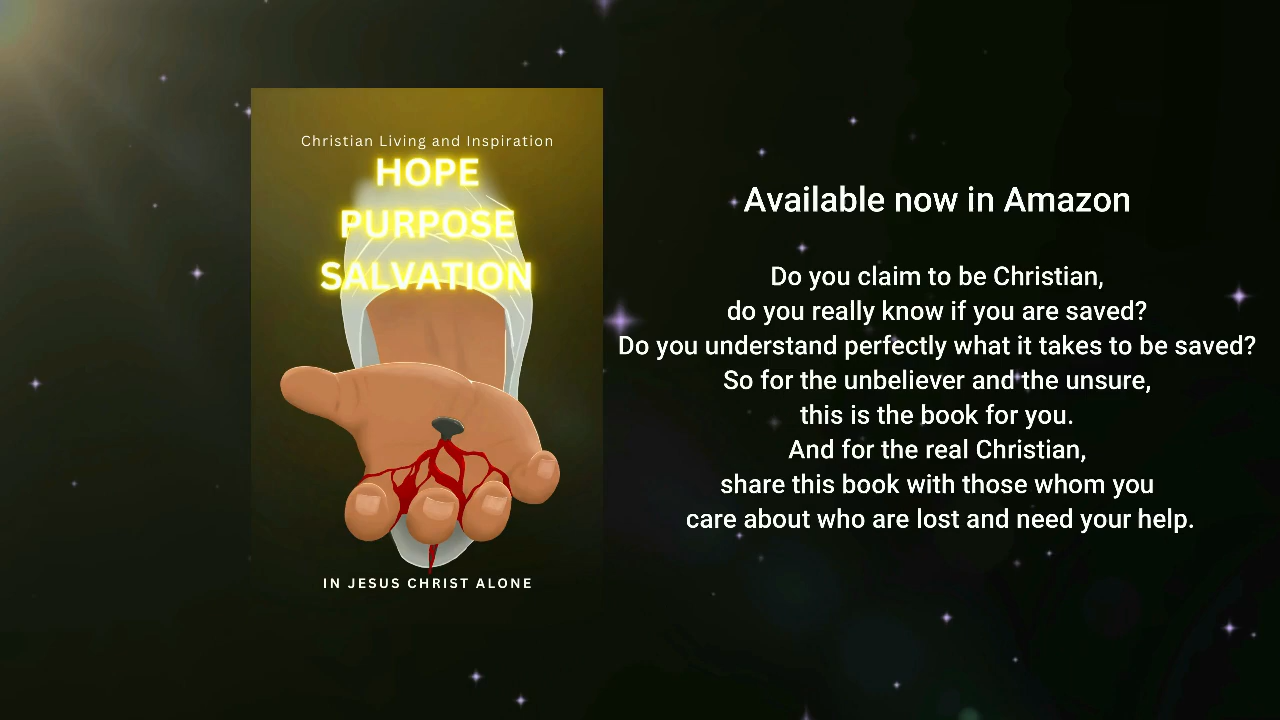 Christian Living and Inspiration
HOPE
PURPOSE
SALVATION
IN JESUS CHRIST ALONE
Available now in Amazon
Do you claim to be Christian,
do you really know if you are saved?
Do you understand perfectly what it takes to be saved?
So for the unbeliever and the unsure,
this is the book for you.
And for the real Christian,
share this book with those whom you
care about who are lost and need your help.